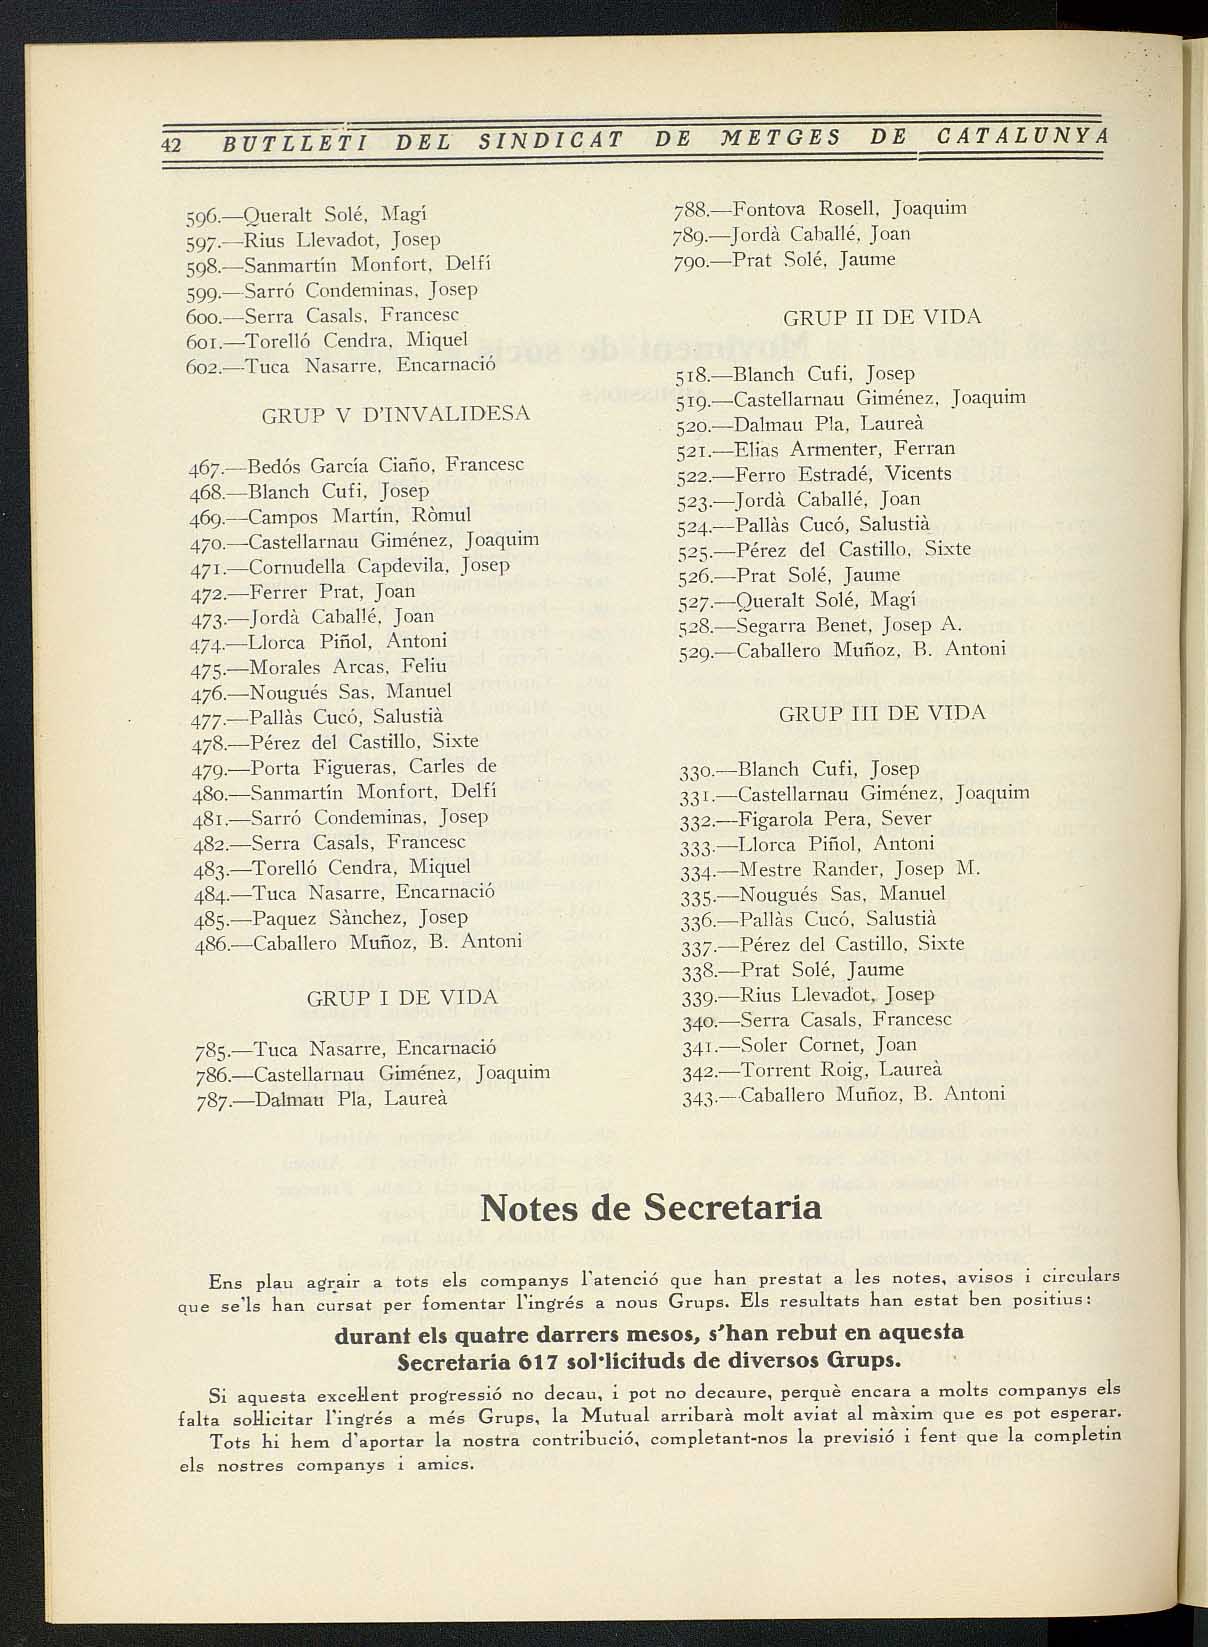 42 BUTLLETI DEL SINDICAT DE METGES DE CATALUNYA
596.—Queralt Solé, Magí
597.—Rius Llevadot, Josep
598.—Sanmartín Monfort, Delfí
599.—Sarró Condeminas, Josep
600.—Serra Casals, Francesc
601.—Torelló Cendra, Miquel
602.—Tuca Nasarre, Encarnació
GRUP V D'INVALIDESA
467.—Bedós García Ciaño, Francesc
468.—Blanch Cufi, Josep
469.—Campos Martín, Ròmul
470.—Castellarnau Giménez, Joaquim
471.—Cornudella Capdevila, Josep
472.—Ferrer Prat, Joan
473.—Jordà Caballé, Joan
474.—Llorca Piñol, Antoni
475.—Morales Arcas, Feliu
476.—Nougués Sas, Manuel
477.—Pallàs Cucó, Salustià
478.—Pérez del Castillo, Sixte
479.—Porta Figueras, Carles de
480.—Sanmartín Monfort, Delfí
481.—Sarró Condeminas, Josep
482.—Serra Casals, Francesc
483.—Torelló Cendra, Miquel
484.—Tuca Nasarre, Encarnació
485.—Paquez Sànchez, Josep
486.—Caballero Muñoz, B. Antoni
GRUP I DE VIDA
785.—Tuca Nasarre, Encarnació
786.—Castellarnau Giménez, Joaquim
787.—Dalmau Pla, Laureà
788.—Fontova Rosell, Joaquim
789.—Jordà Caballé, Joan
790.—Prat Solé, Jaume
GRUP II DE VIDA
518.—Blanch Cufi, Josep
519.—Castellarnau Giménez, Joaquim
520.—Dalmau Pla, Laureà
521.—Elias Armenter, Ferran
522.—Ferro Estradé, Vicents
523.—Jordà Caballé, Joan
524.—Pallàs Cucó, Salustià
525.—Pérez del Castillo, Sixte
526.—Prat Solé, Jaume
527.—Queralt Solé, Magí
528.—Segarra Benet, Josep A.
529.—Caballero Muñoz, B. Antoni
GRUP III DE VIDA
330.—Blanch Cufi, Josep
331.—Castellarnau Giménez, Joaquim
332.—Figarola Pera, Sever
333.—Llorca Piñol, Antoni
334.—Mestre Rander, Josep M.
335.—Nougués Sas, Manuel
336.—Pallàs Cucó, Salustià
337.—Pérez del Castillo, Sixte
338.—Prat Solé, Jaume
339.—Rius Llevadot, Josep
340.—Serra Casals, Francesc
341.—Soler Cornet, Joan
342.—Torrent Roig, Laureà
343.—Caballero Muñoz, B. Antoni
Notes de Secretaria
Ens plau agrair a tots els companys l'atenció que han prestat a les notes, avisos i circulars
que se'ls han cursat per fomentar l'ingrés a nous Grups. Els resultats han estat ben positius:
durant els quatre darrers mesos, s'han rebut en aquesta
Secretaria 617 sol·licituds de diversos Grups.
Si aquesta excel·lent progressió no decau, i pot no decaure, perquè encara a molts companys els
falta sol·licitar l'ingrés a més Grups, la Mutual arribarà molt aviat al màxim que es pot esperar.
Tots hi hem d'aportar la nostra contribució, completant-nos la previsió i fent que la completin
els nostres companys i amics.